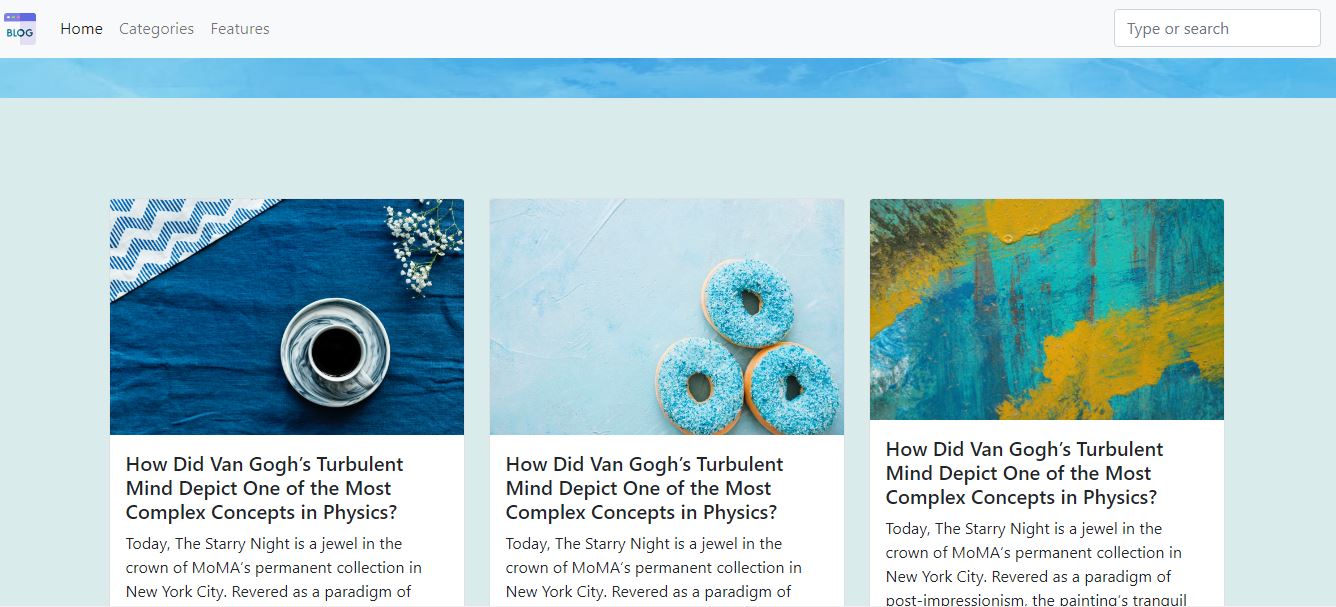 BLOG
Home Categories Features
Type or search
How Did Van Gogh’s Turbulent
Mind Depict One of the Most
Complex Concepts in Physics?
Today, The Starry Night is a jewel in the
crown of MoMA’s permanent collection in
New York City. Revered as a paradigm of
How Did Van Gogh’s Turbulent
Mind Depict One of the Most
Complex Concepts in Physics?
Today, The Starry Night is a jewel in the
crown of MoMA’s permanent collection in
New York City. Revered as a paradigm of
How Did Van Gogh’s Turbulent
Mind Depict One of the Most
Complex Concepts in Physics?
Today, The Starry Night is a jewel in the
crown of MoMA’s permanent collection in
New York City. Revered as a paradigm of
post-impressionism, the painting’s tranquil